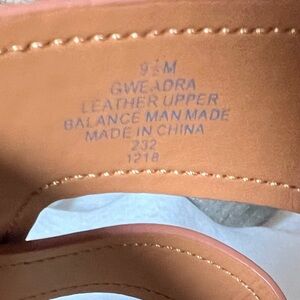 9½M
GWEADRA
LEATHER UPPER
BALANCE MAN MADE
MADE IN CHINA
232
1218